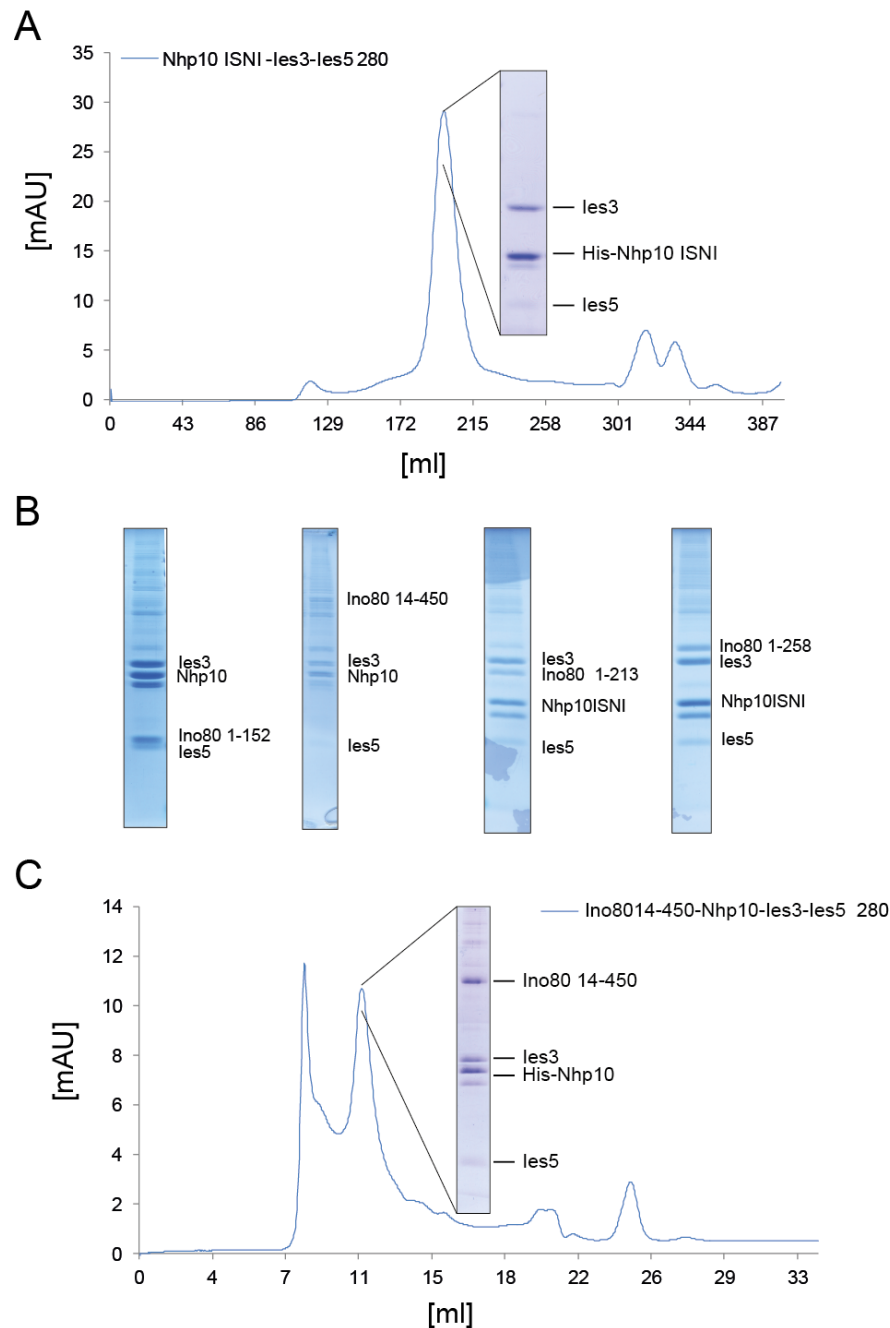 A
Nhp10 ISNI -Ies3-Ies5 280
35
30
25
20
15
10
5
0
[mAU]
Ies3
His-Nhp10 ISNI
Ies5
0 43 86 129 172 215 258 301 344 387
[ml]
B
Ies3
Nhp10
Ino80 1-152
Ies5
Ino80 14-450
Ies3
Nhp10
Ies5
Ies3
Ino80 1-213
Nhp10ISNI
Ies5
Ino80 1-258
Ies3
Nhp10ISNI
Ies5
C
Ino8014-450-Nhp10-Ies3-Ies5 280
14
12
10
8
6
4
2
0
[mAU]
Ino80 14-450
Ies3
His-Nhp10
Ies5
0 4 7 11 15 18 22 26 29 33
[ml]